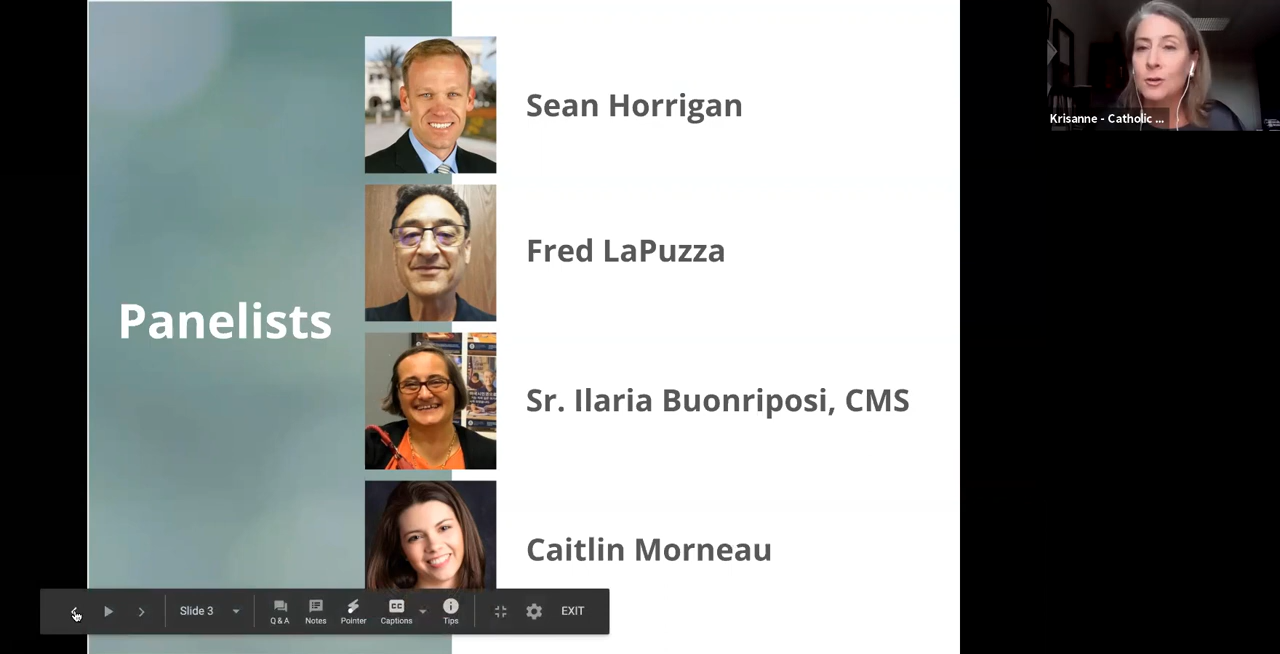 Panelists
Sean Horrigan
Fred LaPuzza
Sr. Ilaria Buonriposi, CMS
Caitlin Morneau
Krisanne - Catholic ...
Slide 3
Q & A
Notes
Pointer
CC
Captions
Tips
EXIT